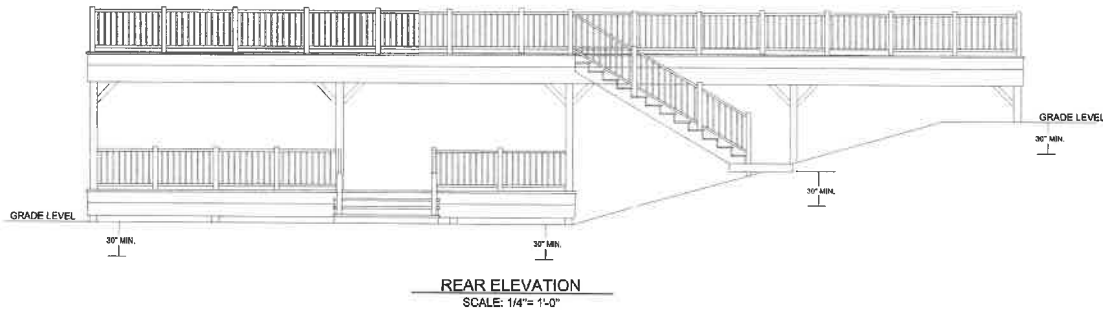 GRADE LEVEL
30" MIN.
30" MIN.
GRADE LEVEL
30" MIN.
30" MIN.
REAR ELEVATION
SCALE: 1/4"= 1'-0"